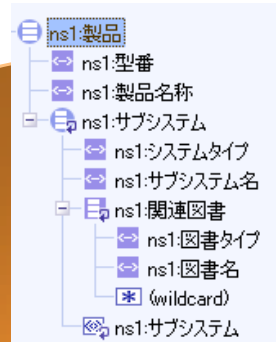 ns1:製品
ns1:型番
ns1:製品名称
ns1:サブシステム
ns1:システムタイプ
ns1:サブシステム名
ns1:関連図書
ns1:図書タイプ
ns1:図書名
(wildcard)
ns1:サブシステム